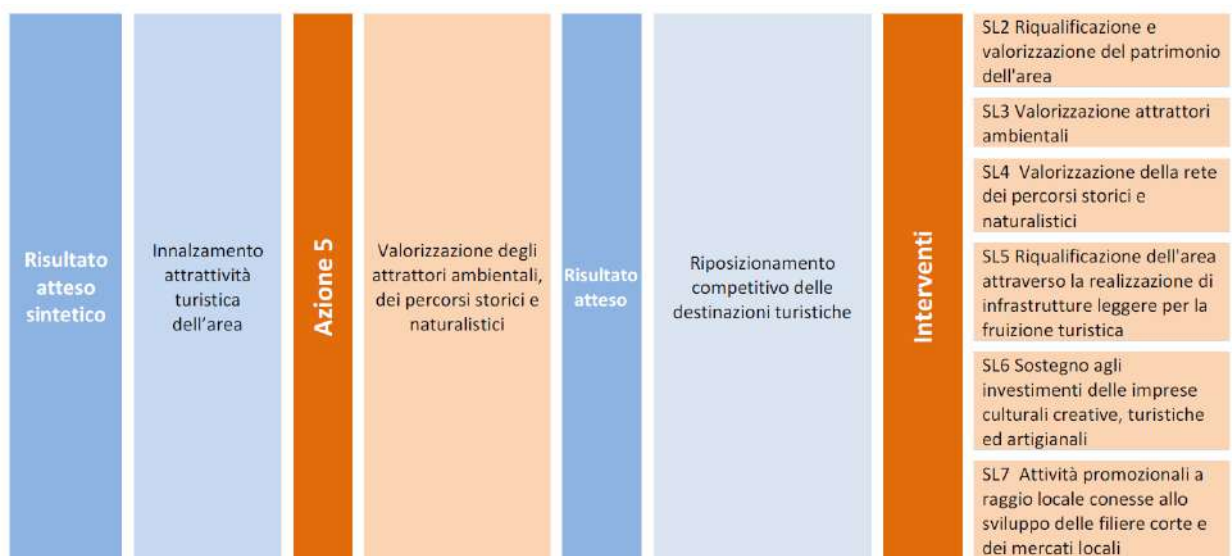 Risultato
atteso
sintetico
Innalzamento
attrattività
turistica
dell'area
Azione 5
Valorizzazione degli
attrattori ambientali,
dei percorsi storici e
naturalistici
Risultato
atteso
Riposizionamento
competitivo delle
destinazioni turistiche
Interventi
SL2 Riqualificazione e
valorizzazione del patrimonio
dell'area
SL3 Valorizzazione attrattori
ambientali
SL4 Valorizzazione della rete
dei percorsi storici e
naturalistici
SL5 Riqualificazione dell'area
attraverso la realizzazione di
infrastrutture leggere per la
fruizione turistica
SL6 Sostegno agli
investimenti delle imprese
culturali creative, turistiche
ed artigianali
SL7 Attività promozionali a
raggio locale conesse allo
sviluppo delle filiere corte e
dei mercati locali